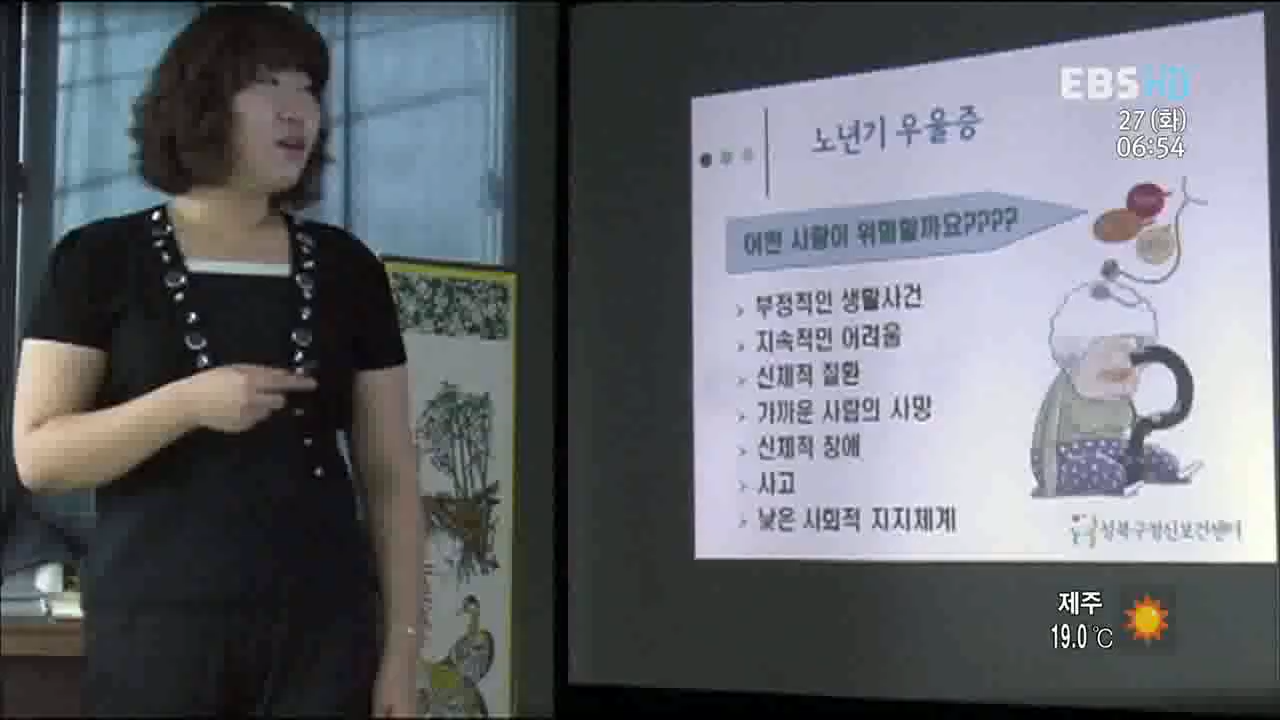 EBS HD
27 (화)
06:54
노년기 우울증
어떤 사람이 위험할까요????
부정적인 생활사건
지속적인 어려움
신체적 질환
가까운 사람의 사망
신체적 장애
사고
낮은 사회적 지지체계
성북구정신보건센터
제주
19.0℃